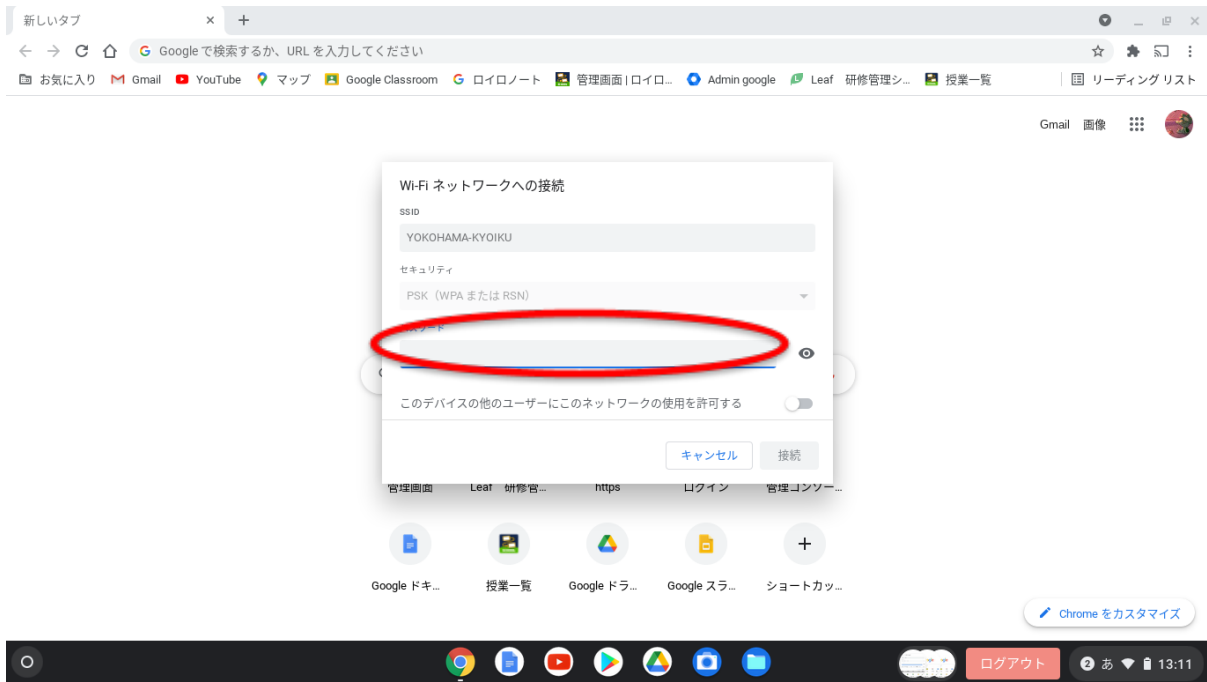 新しいタブ
Google で検索するか、URL を入力してください
お気に入り Gmail YouTube マップ Google Classroom ロイロノート 管理画面 | ロイロ... Admin google Leaf 研修管理シ... 授業一覧 リーディング リスト
Gmail 画像
Wi-Fi ネットワークへの接続
SSID
YOKOHAMA-KYOIKU
セキュリティ
PSK（WPA または RSN）
パスワード
このデバイスの他のユーザーにこのネットワークの使用を許可する
キャンセル 接続
管理画面 Leaf 研修管... https ログイン 管理コンソー...
Google ドキ... 授業一覧 Google ドラ... Google スラ... ショートカッ...
Chrome をカスタマイズ
ログアウト 2 あ 13:11